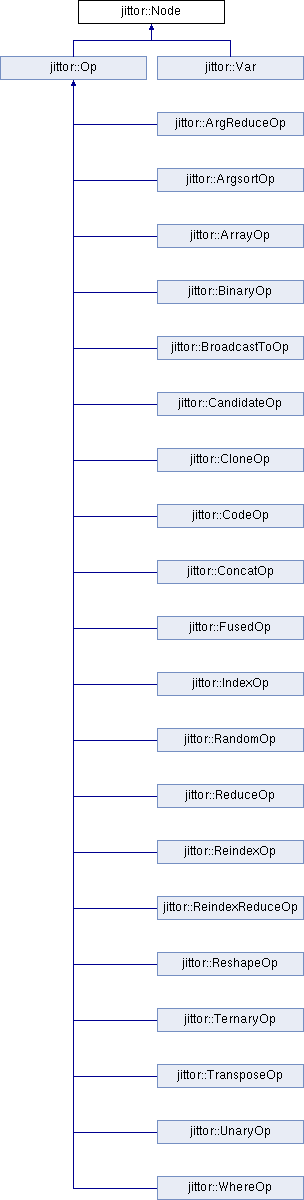 jittor::Node
jittor::Op
jittor::Var
jittor::ArgReduceOp
jittor::ArgsortOp
jittor::ArrayOp
jittor::BinaryOp
jittor::BroadcastToOp
jittor::CandidateOp
jittor::CloneOp
jittor::CodeOp
jittor::ConcatOp
jittor::FusedOp
jittor::IndexOp
jittor::RandomOp
jittor::ReduceOp
jittor::ReindexOp
jittor::ReindexReduceOp
jittor::ReshapeOp
jittor::TernaryOp
jittor::TransposeOp
jittor::UnaryOp
jittor::WhereOp